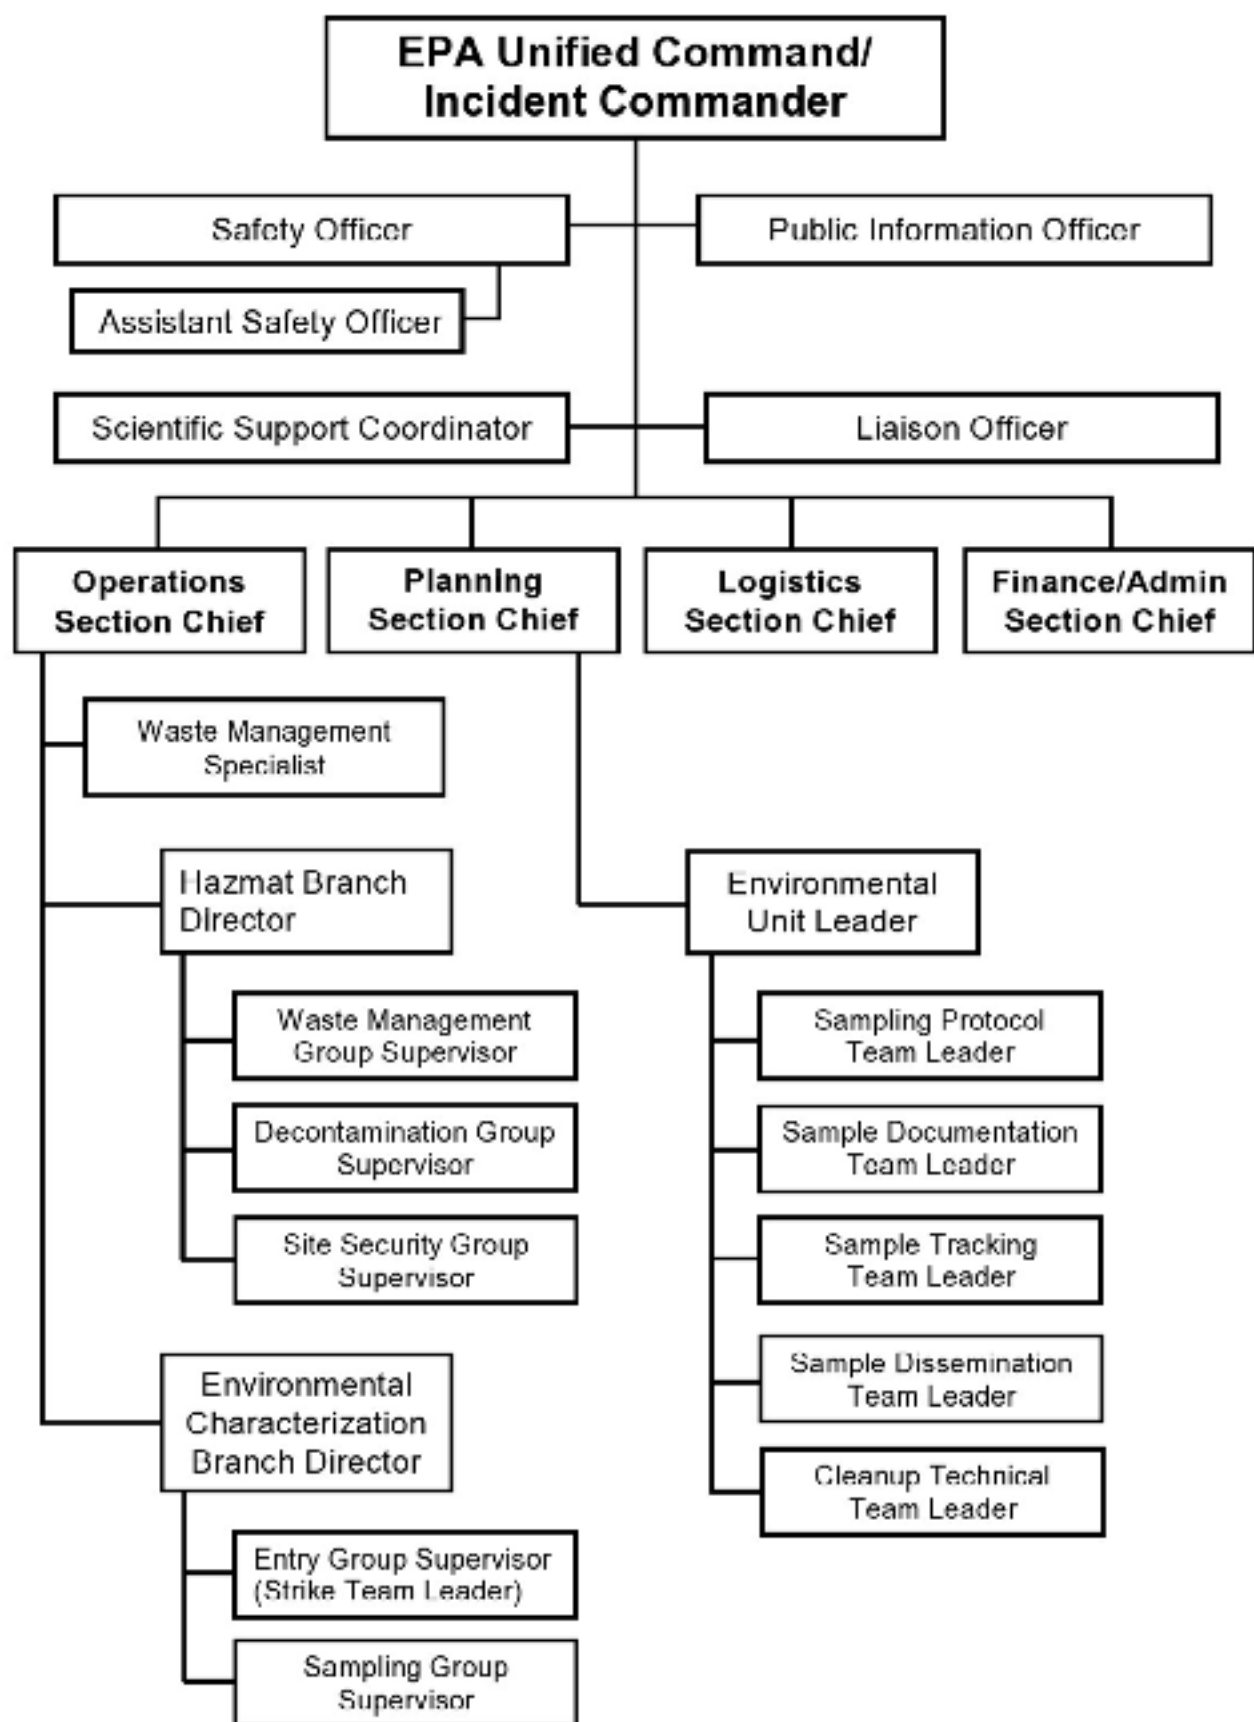 EPA Unified Command/
Incident Commander
Safety Officer
Public Information Officer
Assistant Safety Officer
Scientific Support Coordinator
Liaison Officer
Operations
Section Chief
Planning
Section Chief
Logistics
Section Chief
Finance/Admin
Section Chief
Waste Management
Specialist
Hazmat Branch
Director
Waste Management
Group Supervisor
Decontamination Group
Supervisor
Site Security Group
Supervisor
Environmental
Characterization
Branch Director
Entry Group Supervisor
(Strike Team Leader)
Sampling Group
Supervisor
Environmental
Unit Leader
Sampling Protocol
Team Leader
Sample Documentation
Team Leader
Sample Tracking
Team Leader
Sample Dissemination
Team Leader
Cleanup Technical
Team Leader